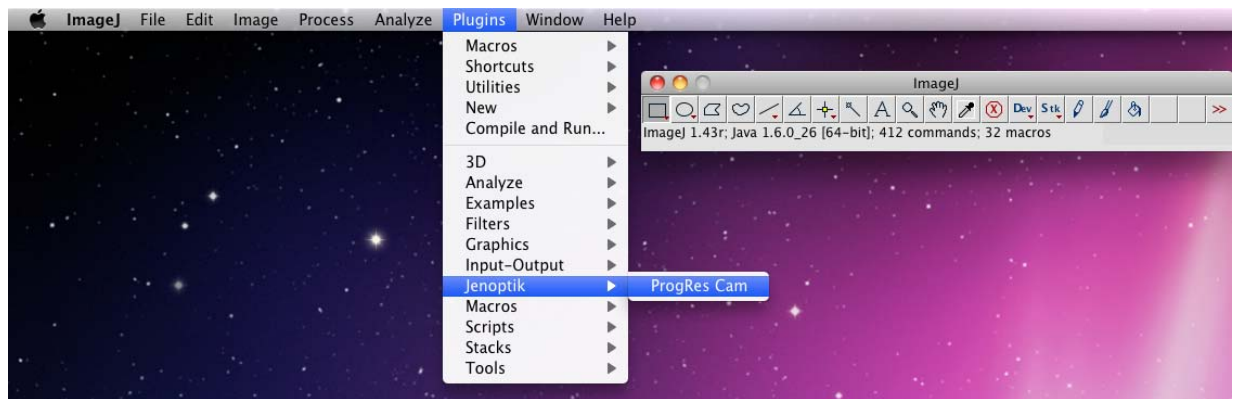 ImageJ File Edit Image Process Analyze Plugins Window Help
Macros
Shortcuts
Utilities
New
Compile and Run...
3D
Analyze
Examples
Filters
Graphics
Input-Output
Jenoptik
ProgRes Cam
Macros
Scripts
Stacks
Tools
ImageJ
A Dev Stk >>
ImageJ 1.43r; Java 1.6.0_26 [64-bit]; 412 commands; 32 macros